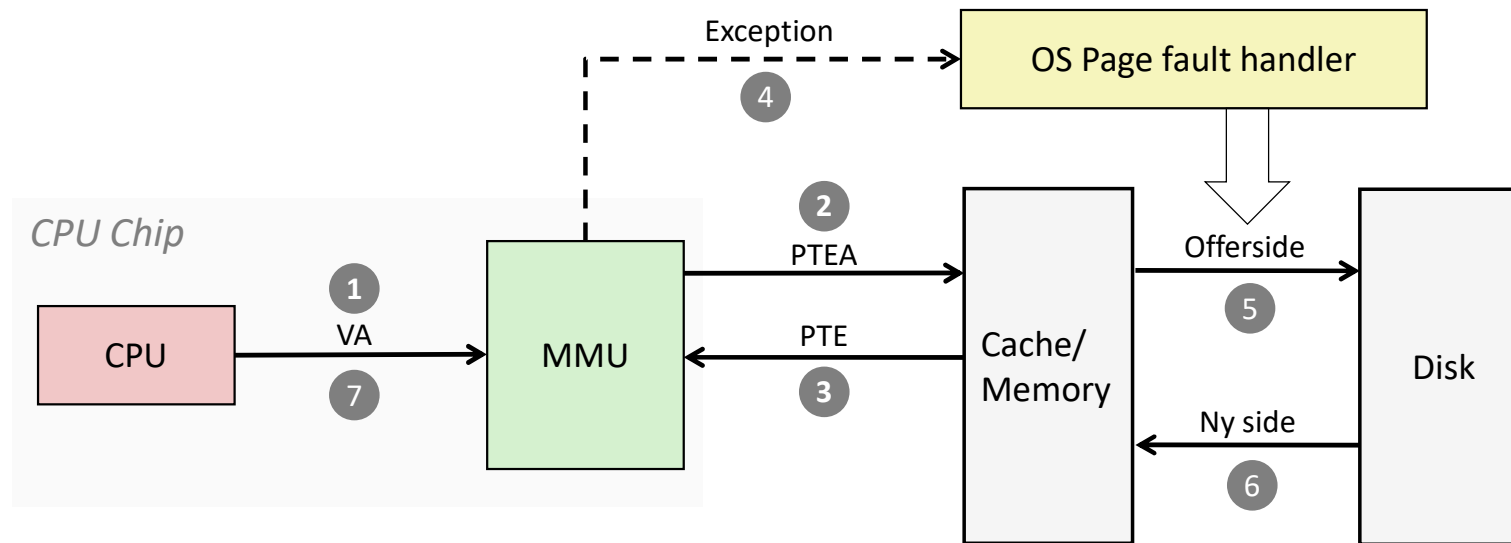 Exception
OS Page fault handler
4
CPU Chip
2
PTEA
Offerside
1
5
VA
CPU
MMU
PTE
Cache/
Memory
Disk
7
3
Ny side
6